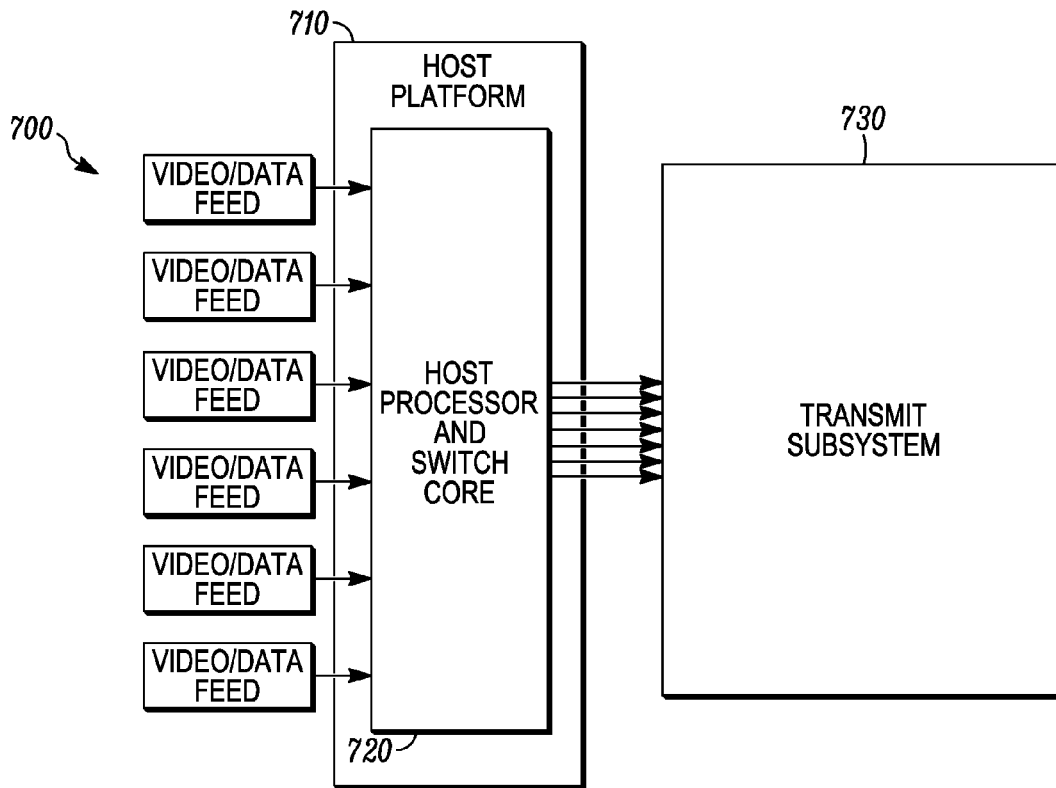 710
HOST
PLATFORM
700
730
VIDEO/DATA
FEED
VIDEO/DATA
FEED
VIDEO/DATA
FEED
VIDEO/DATA
FEED
VIDEO/DATA
FEED
VIDEO/DATA
FEED
HOST
PROCESSOR
AND
SWITCH
CORE
TRANSMIT
SUBSYSTEM
720